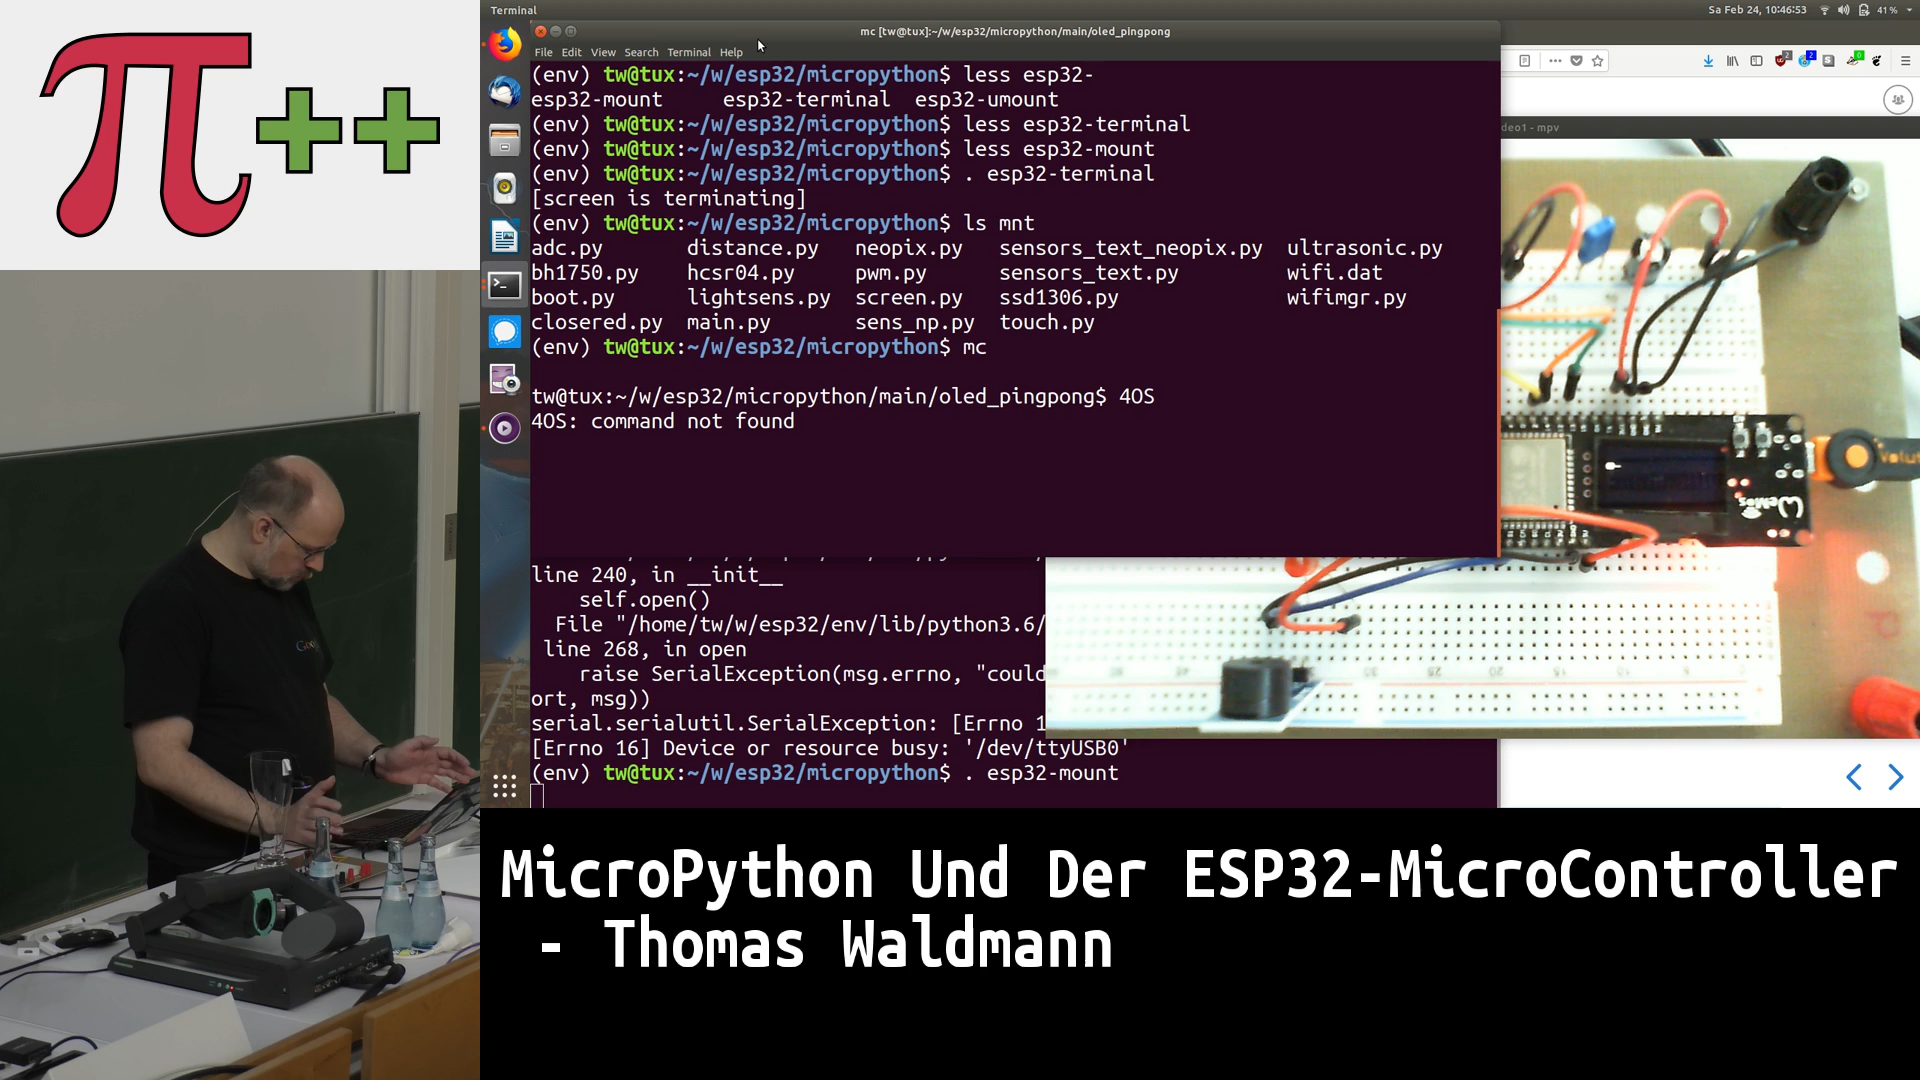 π++
Terminal
Sa Feb 24, 10:46:53
41 %
mc [tw@tux]:~/w/esp32/micropython/main/oled_pingpong
File Edit View Search Terminal Help
(env) tw@tux:~/w/esp32/micropython$ less esp32-
esp32-mount esp32-terminal esp32-umount
(env) tw@tux:~/w/esp32/micropython$ less esp32-terminal
(env) tw@tux:~/w/esp32/micropython$ less esp32-mount
(env) tw@tux:~/w/esp32/micropython$ . esp32-terminal
[screen is terminating]
(env) tw@tux:~/w/esp32/micropython$ ls mnt
adc.py distance.py neopix.py sensors_text_neopix.py ultrasonic.py
bh1750.py hcsr04.py pwm.py sensors_text.py wifi.dat
boot.py lightsens.py screen.py ssd1306.py wifimgr.py
closered.py main.py sens_np.py touch.py
(env) tw@tux:~/w/esp32/micropython$ mc
tw@tux:~/w/esp32/micropython/main/oled_pingpong$ 4OS
4OS: command not found
deo1 - mpv
line 240, in __init__
self.open()
File "/home/tw/w/esp32/env/lib/python3.6/
line 268, in open
raise SerialException(msg.errno, "could
ort, msg))
serial.serialutil.SerialException: [Errno 1
[Errno 16] Device or resource busy: '/dev/ttyUSB0'
(env) tw@tux:~/w/esp32/micropython$ . esp32-mount
WeMos
MicroPython Und Der ESP32-MicroController
- Thomas Waldmann